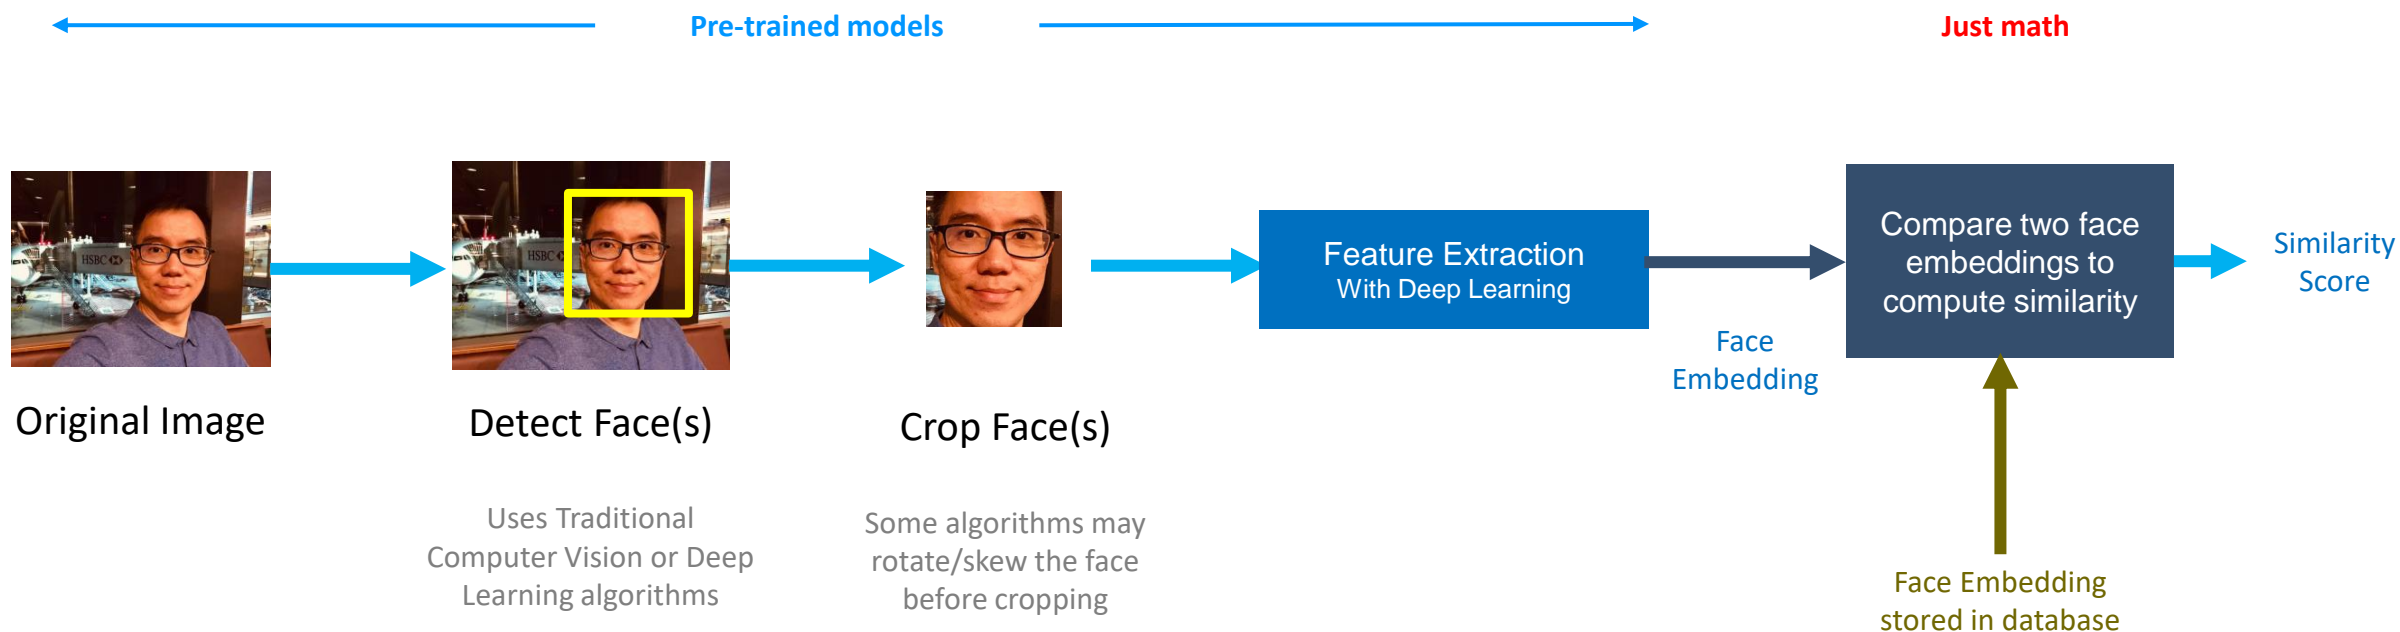 Pre-trained models
Just math
HSBC
HSBC
Original Image
Detect Face(s)
Uses Traditional
Computer Vision or Deep
Learning algorithms
Crop Face(s)
Some algorithms may
rotate/skew the face
before cropping
Feature Extraction
With Deep Learning
Face
Embedding
Compare two face
embeddings to
compute similarity
Similarity
Score
Face Embedding
stored in database